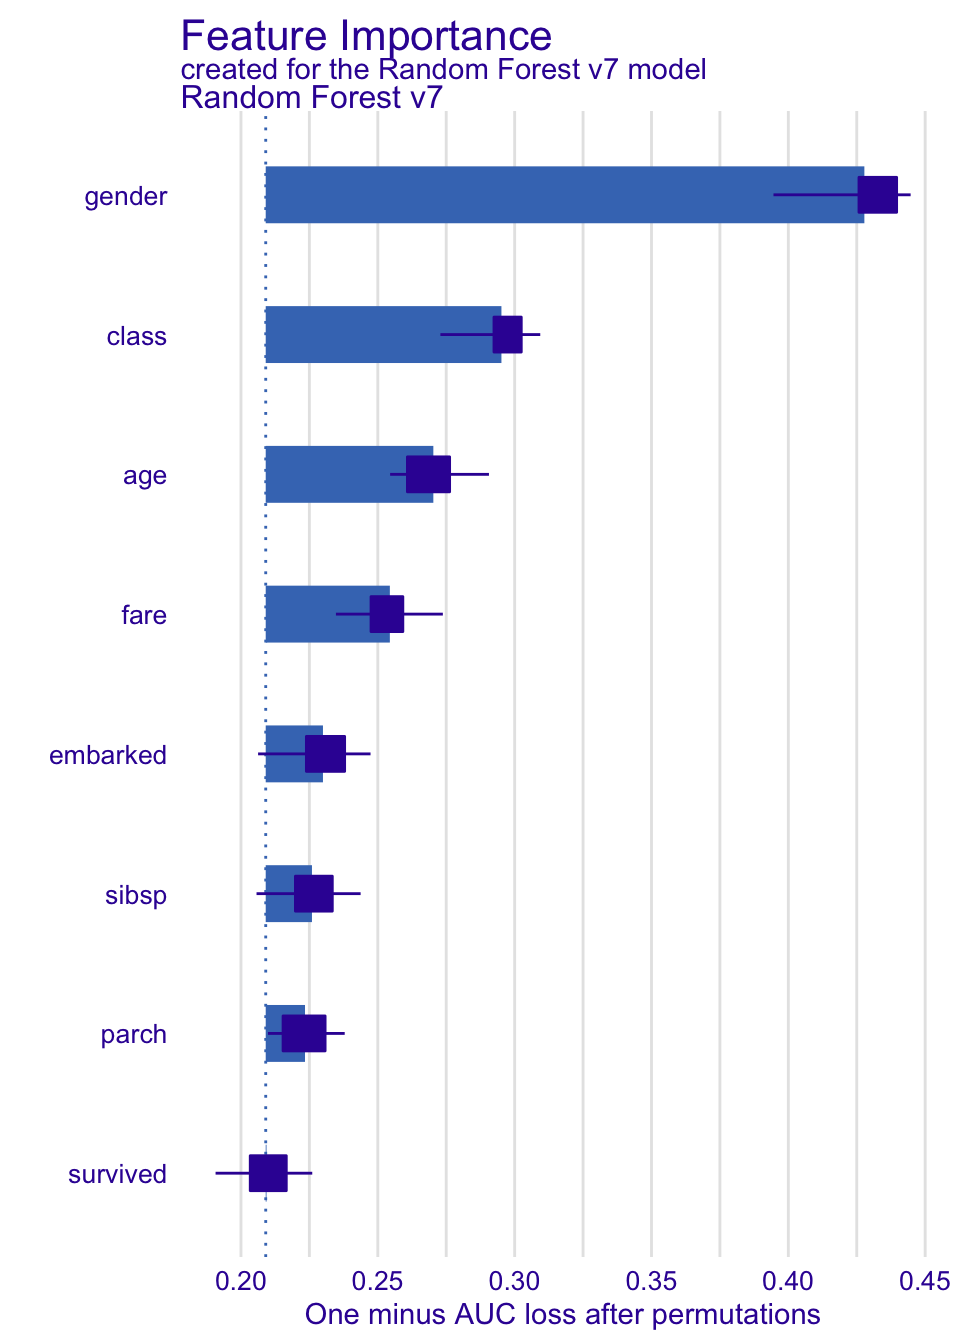 Feature Importance
created for the Random Forest v7 model
Random Forest v7
gender
class
age
fare
embarked
sibsp
parch
survived
0.20 0.25 0.30 0.35 0.40 0.45
One minus AUC loss after permutations